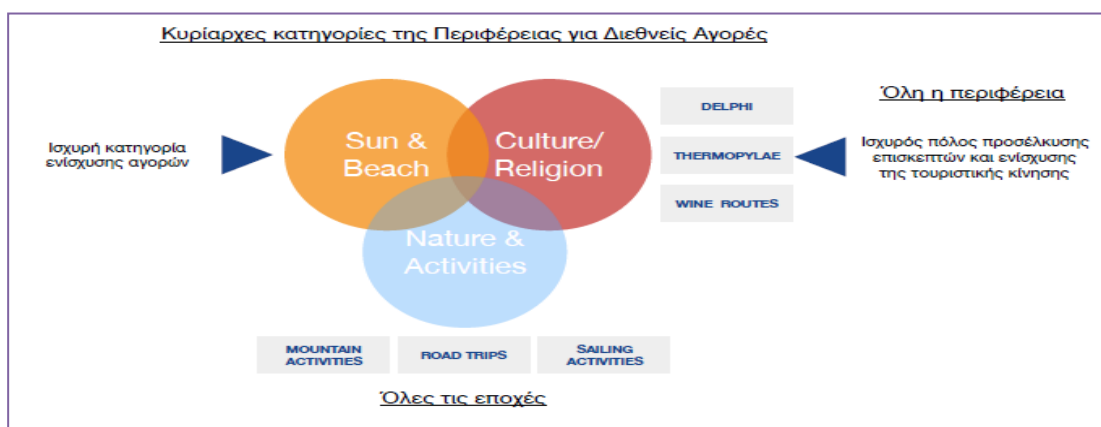 Κυρίαρχες κατηγορίες της Περιφέρειας για Διεθνείς Αγορές
Ισχυρή κατηγορία
ενίσχυσης αγορών
Sun &
Beach
Culture/
Religion
Nature &
Activities
DELPHI
THERMOPYLAE
WINE ROUTES
Όλη η περιφέρεια
Ισχυρός πόλος προσέλκυσης
επισκεπτών και ενίσχυσης
της τουριστικής κίνησης
MOUNTAIN
ACTIVITIES
ROAD TRIPS
SAILING
ACTIVITIES
Όλες τις εποχές